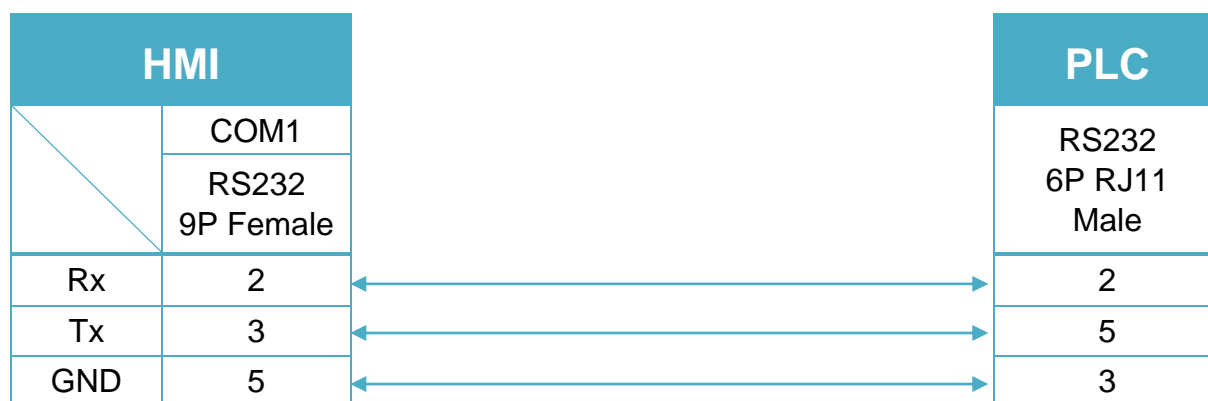 HMI
PLC
COM1
RS232
9P Female
RS232
6P RJ11
Male
Rx 2 2
Tx 3 5
GND 5 3